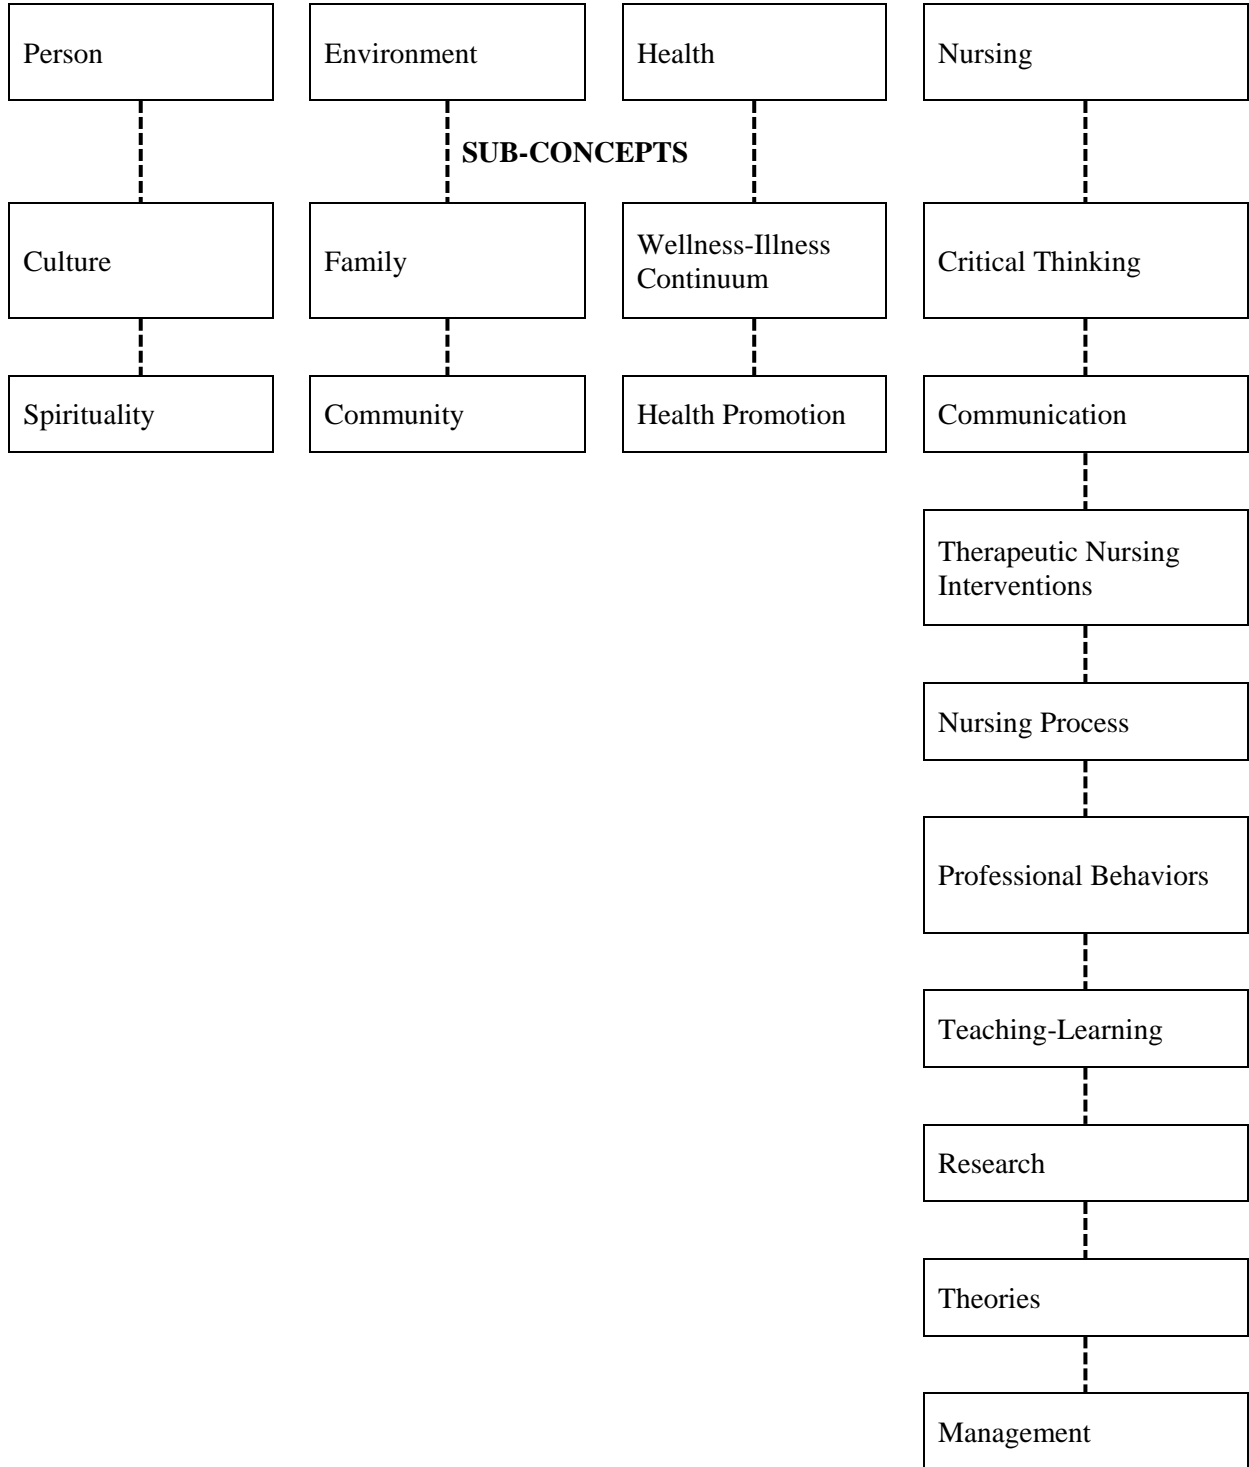 Person
Environment
Health
Nursing
SUB-CONCEPTS
Culture
Family
Wellness-Illness
Continuum
Critical Thinking
Spirituality
Community
Health Promotion
Communication
Therapeutic Nursing
Interventions
Nursing Process
Professional Behaviors
Teaching-Learning
Research
Theories
Management